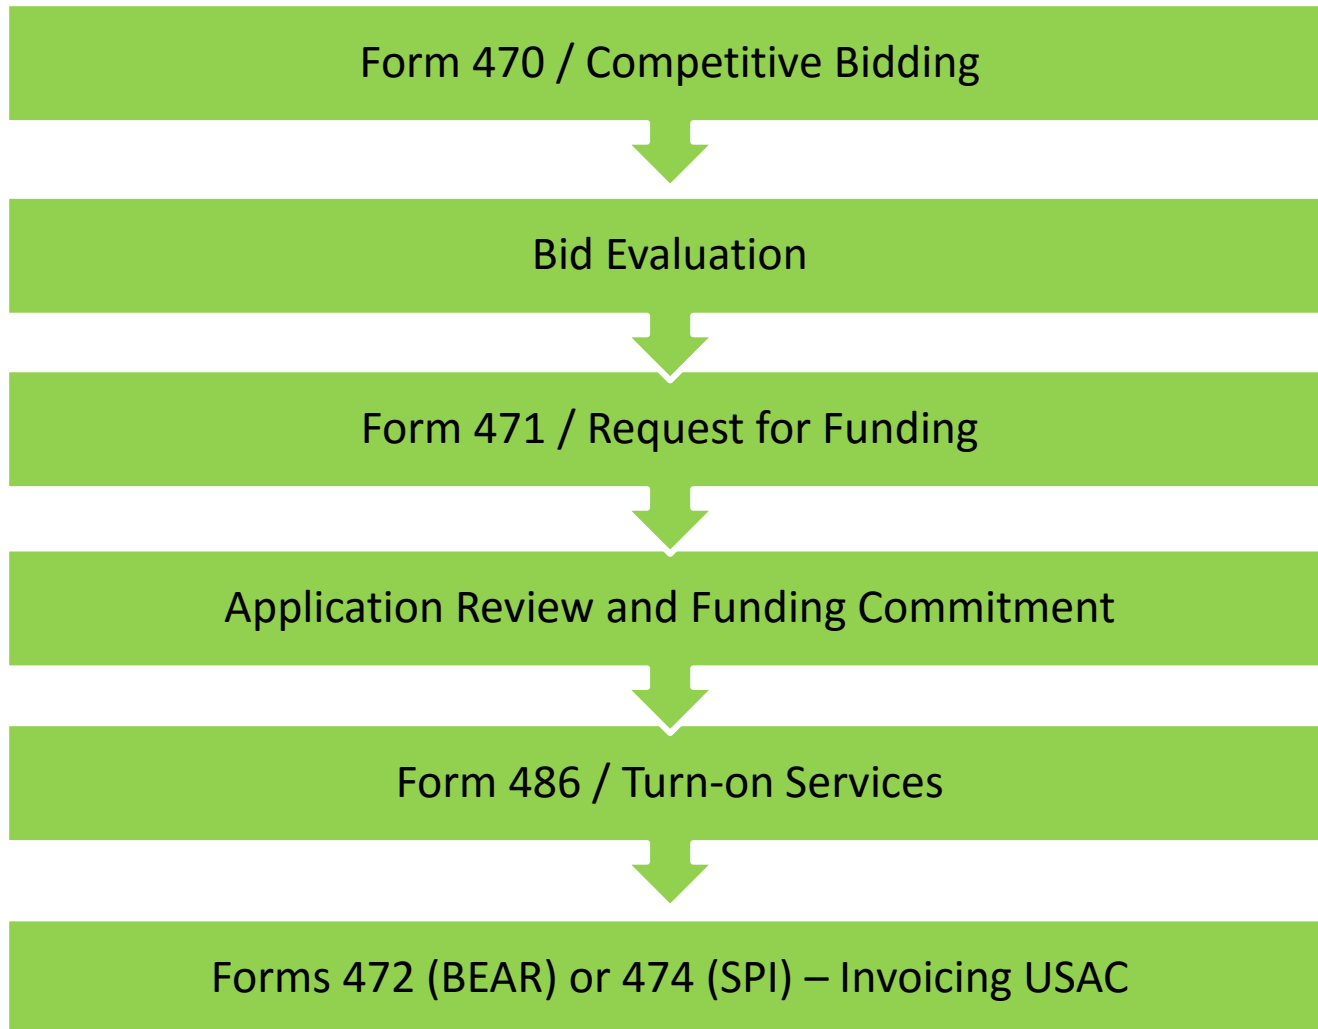 Form 470 / Competitive Bidding
Bid Evaluation
Form 471 / Request for Funding
Application Review and Funding Commitment
Form 486 / Turn-on Services
Forms 472 (BEAR) or 474 (SPI) – Invoicing USAC